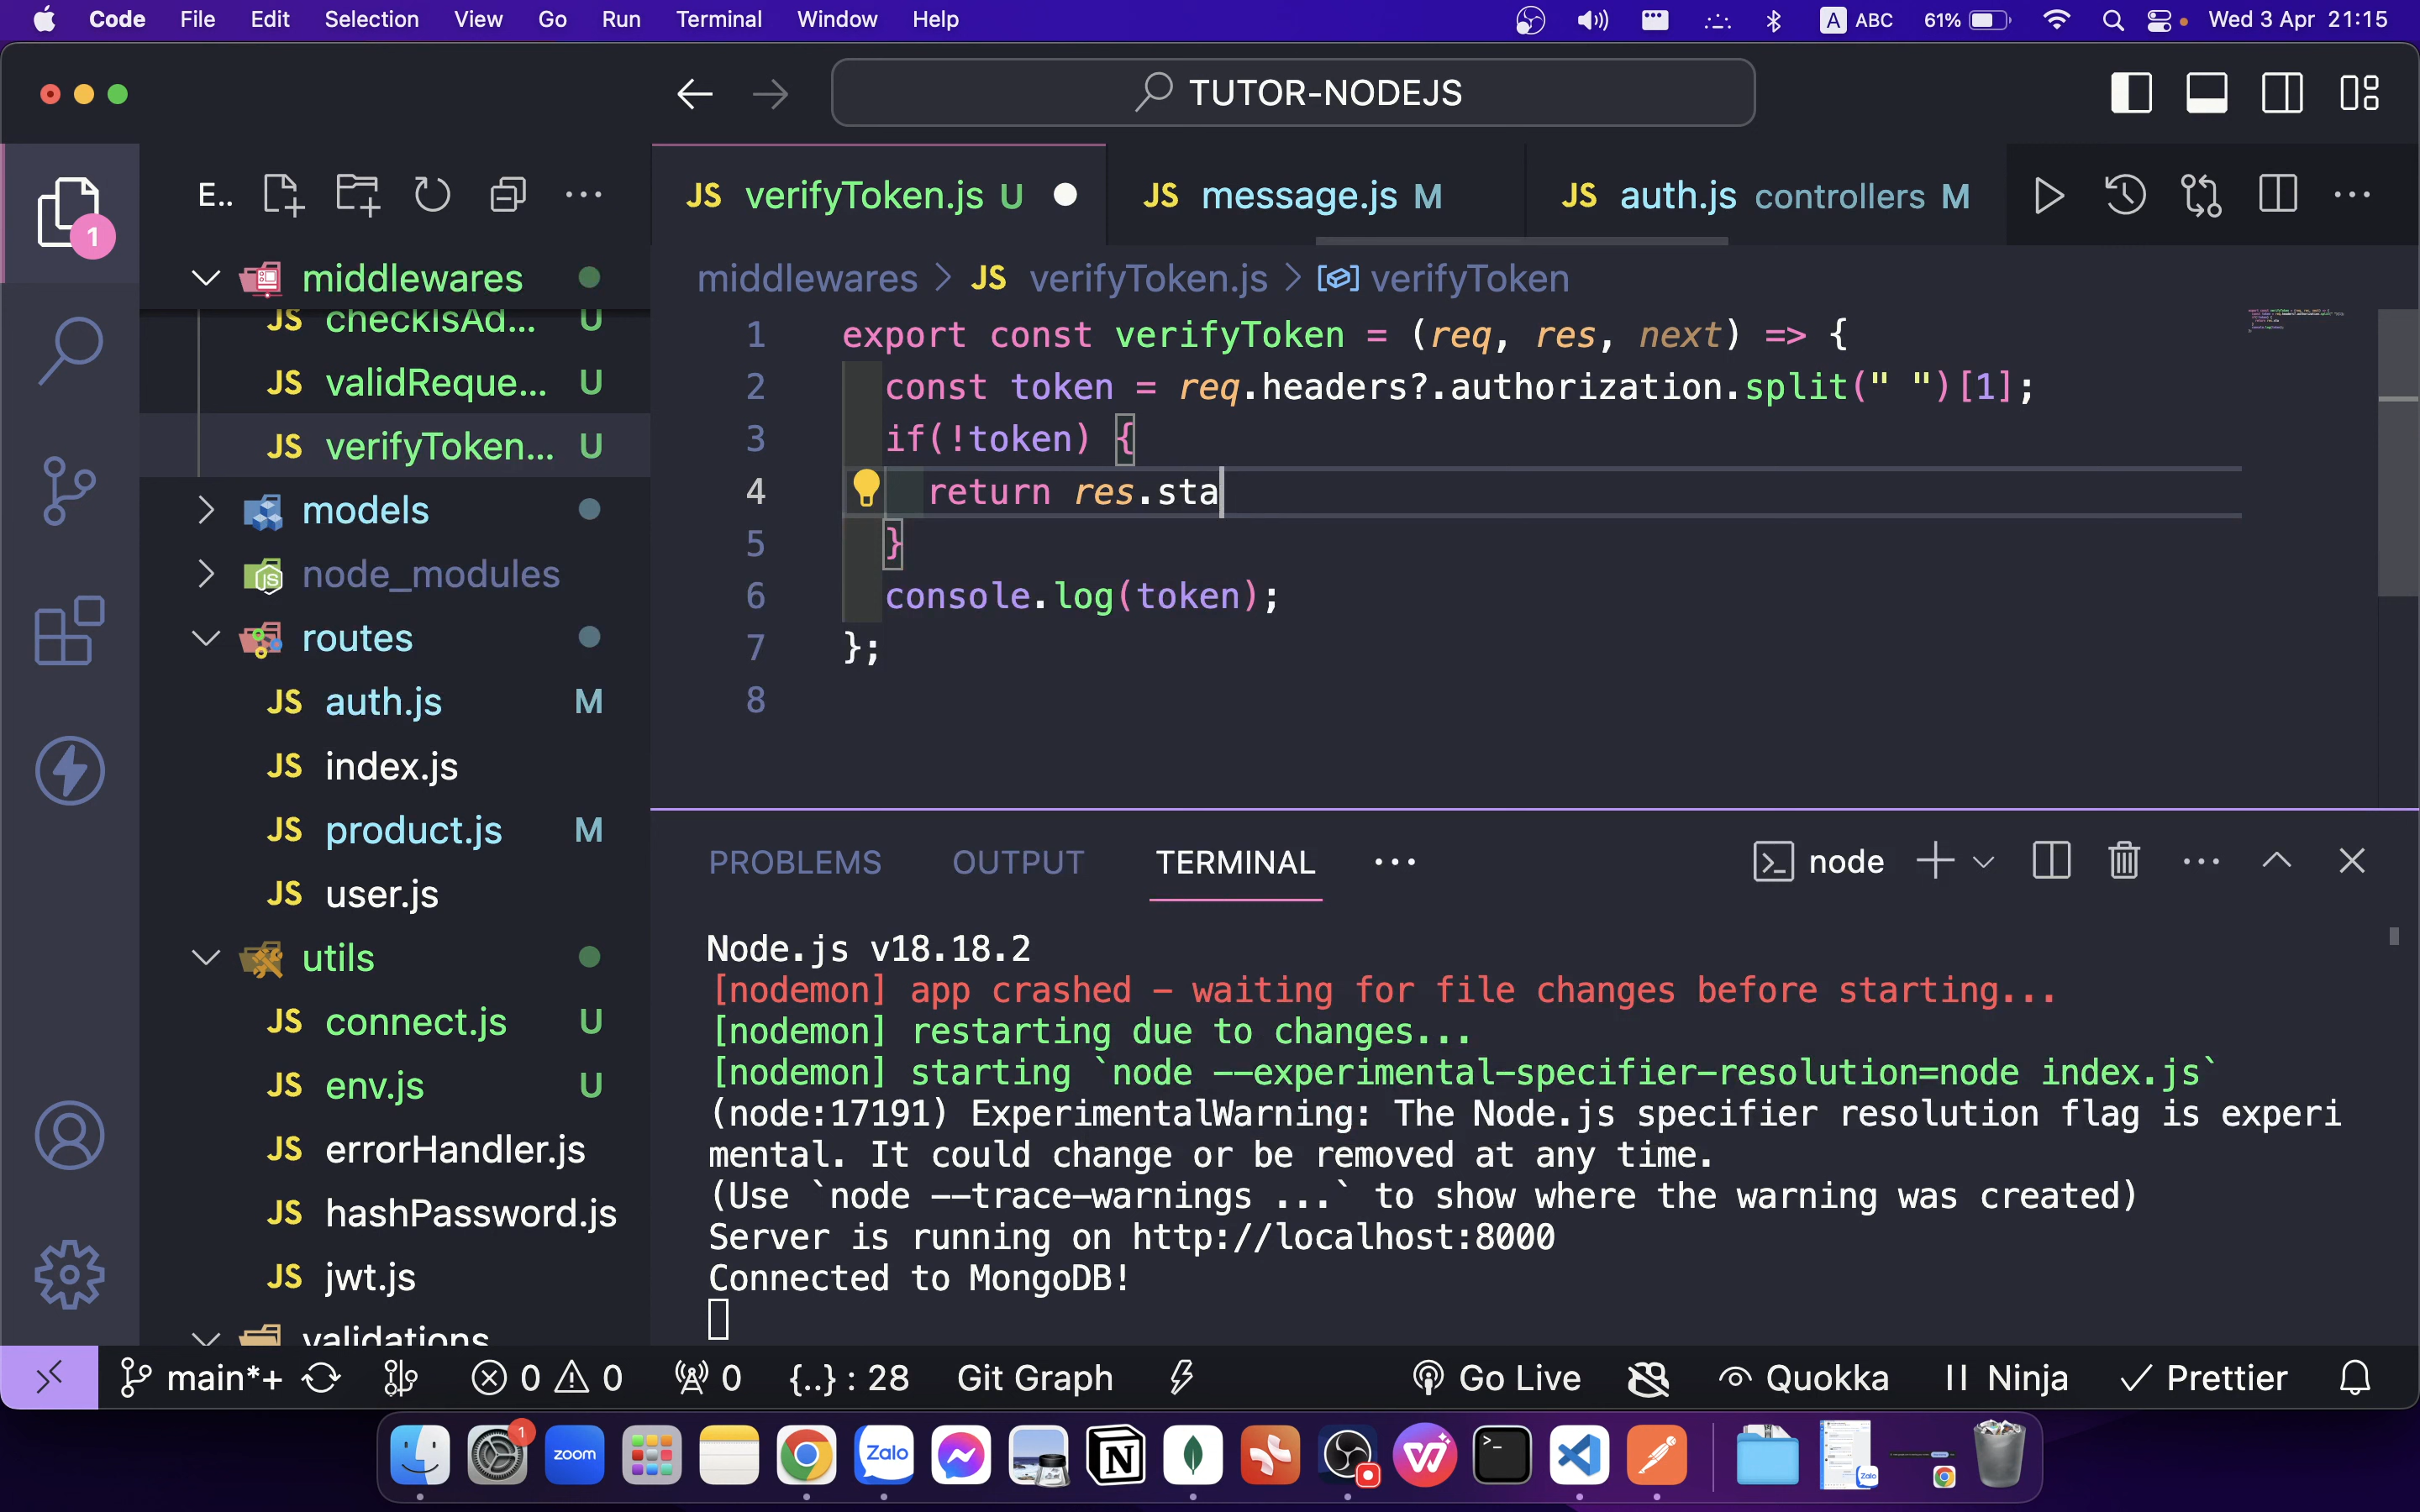 Code File Edit Selection View Go Run Terminal Window Help A ABC 61% Wed 3 Apr 21:15
TUTOR-NODEJS
1
E..
JS verifyToken.js U
JS message.js M
JS auth.js controllers M
middlewares > JS verifyToken.js > verifyToken
middlewares
JS checkIsAd... U
JS validReque... U
JS verifyToken... U
models
node_modules
routes
JS auth.js M
JS index.js
JS product.js M
JS user.js
utils
JS connect.js U
JS env.js U
JS errorHandler.js
JS hashPassword.js
JS jwt.js
validations
1 export const verifyToken = (req, res, next) => {
2 const token = req.headers?.authorization.split(" ")[1];
3 if(!token) {
4 return res.sta
5 }
6 console.log(token);
7 };
8
PROBLEMS OUTPUT TERMINAL ... node
Node.js v18.18.2
[nodemon] app crashed - waiting for file changes before starting...
[nodemon] restarting due to changes...
[nodemon] starting `node --experimental-specifier-resolution=node index.js`
(node:17191) ExperimentalWarning: The Node.js specifier resolution flag is experi
mental. It could change or be removed at any time.
(Use `node --trace-warnings ...` to show where the warning was created)
Server is running on http://localhost:8000
Connected to MongoDB!
main*+ 0 0 0 {..} : 28 Git Graph Go Live Quokka Ninja Prettier
1 zoom Zalo